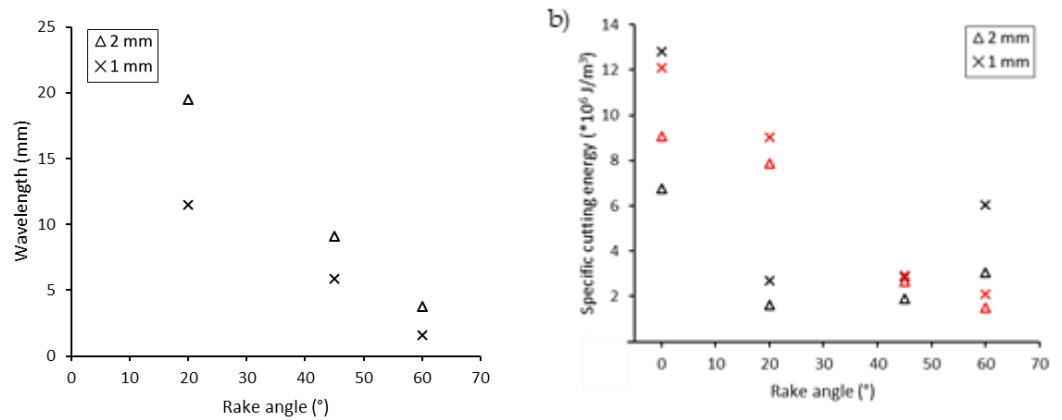 25
20
15
10
5
0
Wavelength (mm)
2 mm
1 mm
0 10 20 30 40 50 60 70
Rake angle (°)
b)
14
12
10
8
6
4
2
Specific cutting energy (*10⁶ J/m³)
2 mm
1 mm
0 10 20 30 40 50 60 70
Rake angle (°)